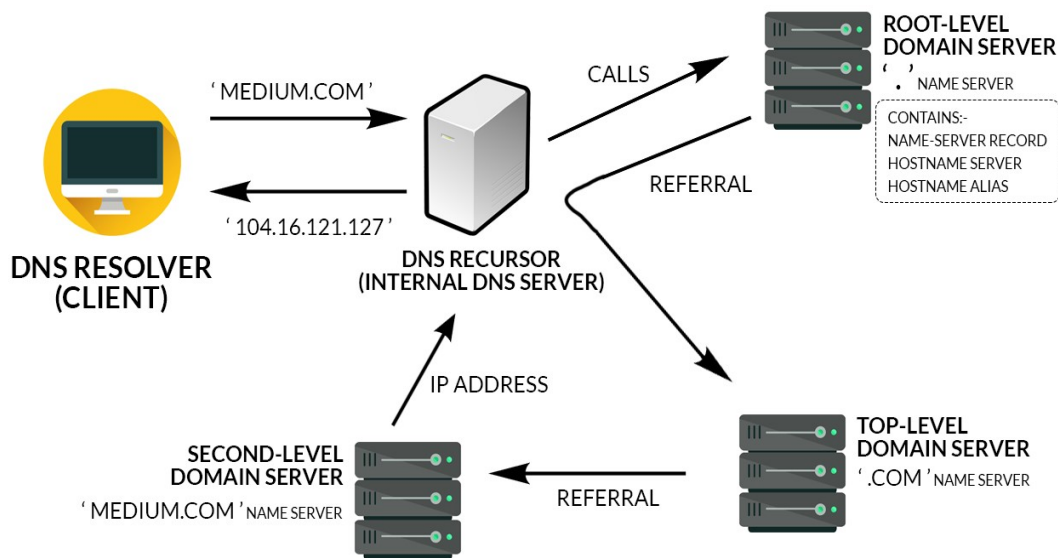 ‘ MEDIUM.COM ’
‘ 104.16.121.127 ’
DNS RESOLVER
(CLIENT)
DNS RECURSOR
(INTERNAL DNS SERVER)
CALLS
REFERRAL
ROOT-LEVEL
DOMAIN SERVER
‘ . ’ NAME SERVER
CONTAINS:-
NAME-SERVER RECORD
HOSTNAME SERVER
HOSTNAME ALIAS
TOP-LEVEL
DOMAIN SERVER
‘ .COM ’ NAME SERVER
REFERRAL
SECOND-LEVEL
DOMAIN SERVER
‘ MEDIUM.COM ’ NAME SERVER
IP ADDRESS